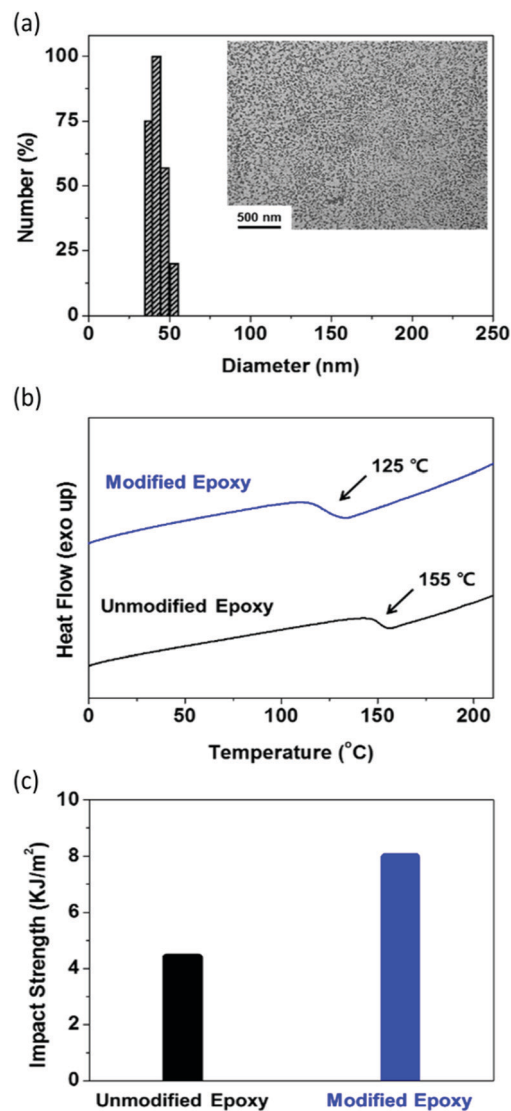 (a)
100
75
50
25
0
Number (%)
500 nm
0 50 100 150 200 250
Diameter (nm)
(b)
Modified Epoxy
125 ℃
Unmodified Epoxy
155 ℃
Heat Flow (exo up)
0 50 100 150 200
Temperature (°C)
(c)
10
8
6
4
2
0
Impact Strength (KJ/m²)
Unmodified Epoxy Modified Epoxy